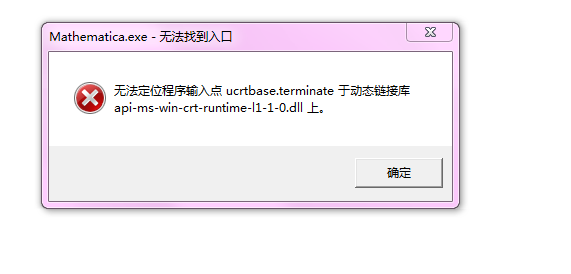 Mathematica.exe - 无法找到入口
无法定位程序输入点 ucrtbase.terminate 于动态链接库
api-ms-win-crt-runtime-l1-1-0.dll 上。
确定